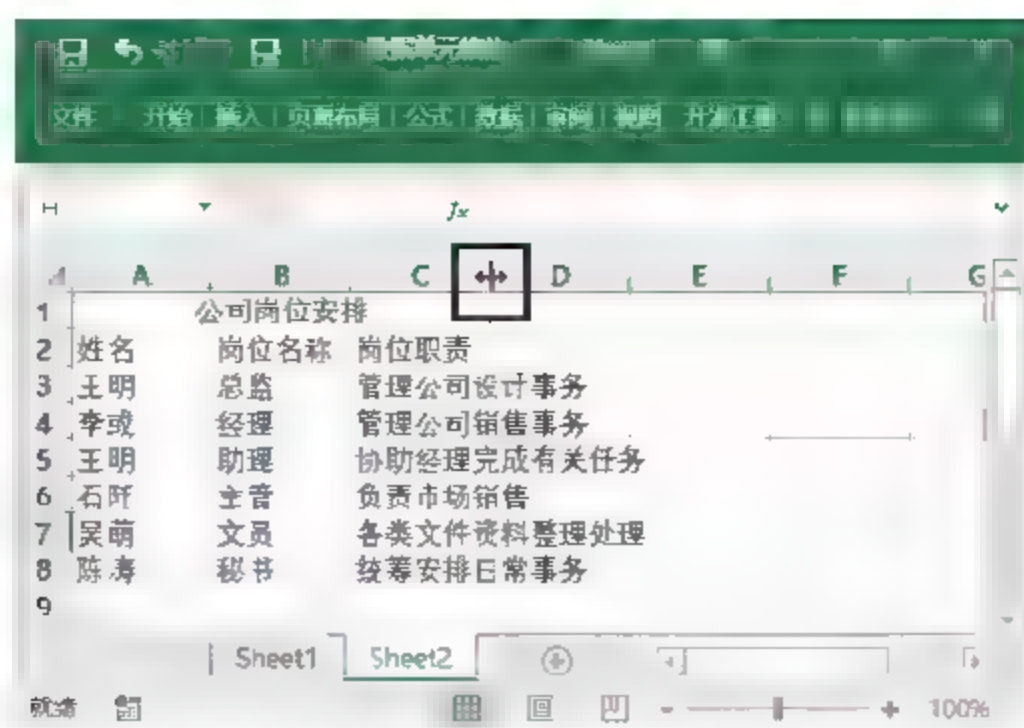 文件 开始 插入 页面布局 公式 数据 审阅 视图 开发工具
fx
A B C D E F G
1 公司岗位安排
2 姓名 岗位名称 岗位职责
3 王明 总监 管理公司设计事务
4 李彧 经理 管理公司销售事务
5 王明 助理 协助经理完成有关任务
6 石阡 主管 负责市场销售
7 吴萌 文员 各类文件资料整理处理
8 陈涛 秘书 统筹安排日常事务
9
Sheet1 Sheet2
就绪 100%